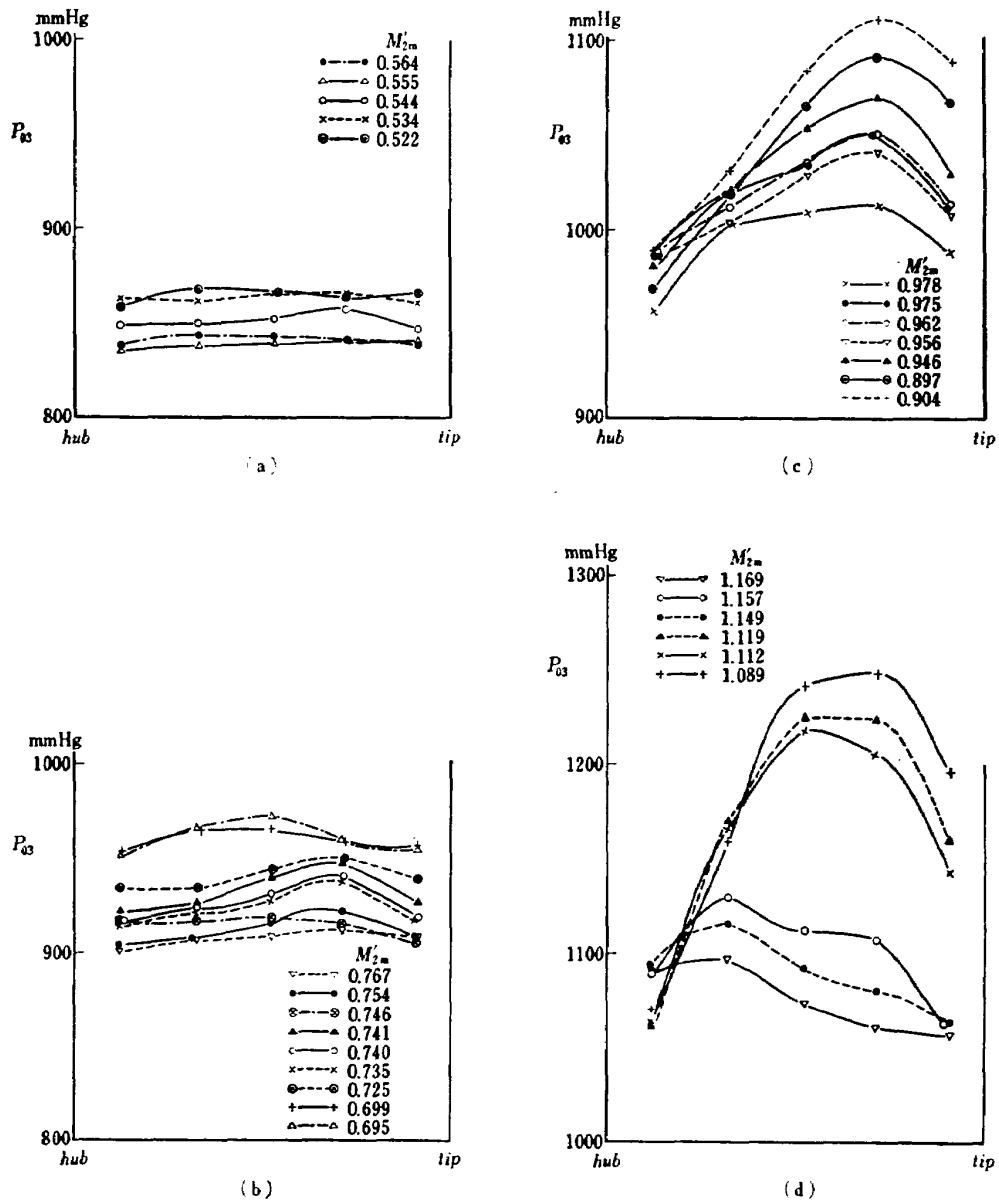 mmHg
1000
P03
900
800
M′2m
0.564
0.555
0.544
0.534
0.522
hub
tip
(a)
mmHg
1000
P03
900
800
M′2m
0.767
0.754
0.746
0.741
0.740
0.735
0.725
0.699
0.695
hub
tip
(b)
mmHg
1100
P03
1000
900
M′2m
0.978
0.975
0.962
0.956
0.946
0.897
0.904
hub
tip
(c)
mmHg
1300
P03
1200
1100
1000
M′2m
1.169
1.157
1.149
1.119
1.112
1.089
hub
tip
(d)